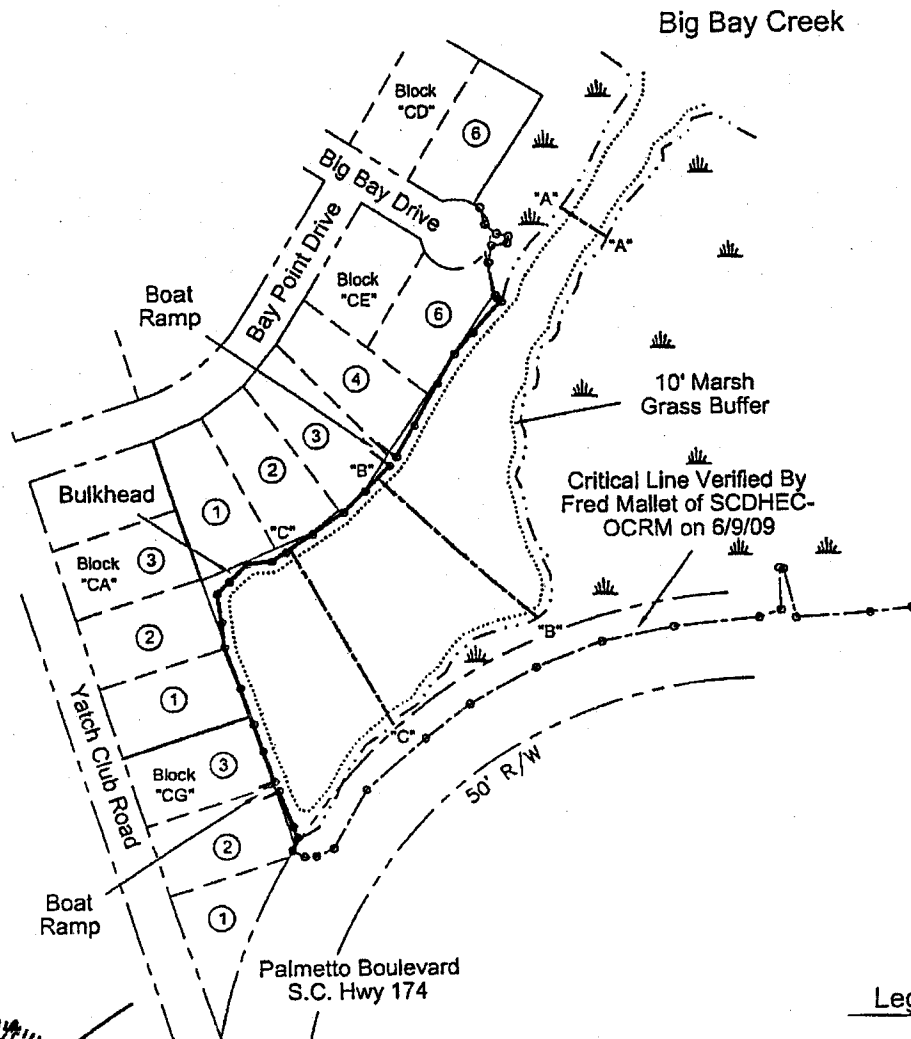 Big Bay Creek
Block
"CD"
6
Big Bay Drive
"A"
"A"
Bay Point Drive
Block
"CE"
6
Boat
Ramp
4
10' Marsh
Grass Buffer
3
"B"
2
Critical Line Verified By
Fred Mallet of SCDHEC-
OCRM on 6/9/09
Bulkhead
1
"C"
3
Block
"CA"
2
"B"
1
Yatch Club Road
"C"
3
Block
"CG"
50' R/W
2
Boat
Ramp
1
Palmetto Boulevard
S.C. Hwy 174
Leg